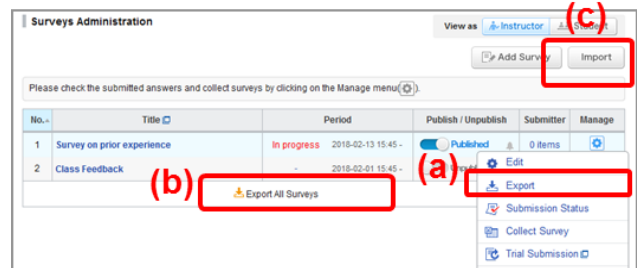 Surveys Administration
View as Instructor Student
(c)
Add Survey Import
Please check the submitted answers and collect surveys by clicking on the Manage menu( ).
No. Title Period Publish / Unpublish Submitter Manage
1 Survey on prior experience In progress 2018-02-13 15:45 - Published 0 items
2 Class Feedback - 2018-02-01 15:45 -
(a)
Edit
(b)
Export All Surveys
Export
Submission Status
Collect Survey
Trial Submission